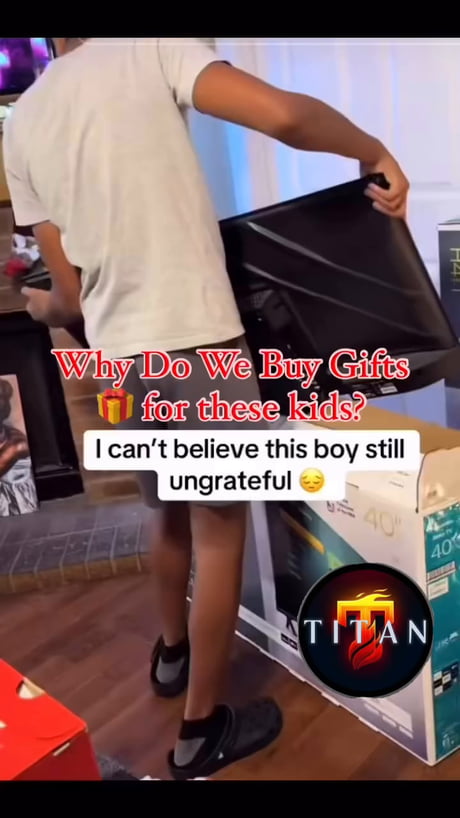 Why Do We Buy Gifts
🎁 for these kids?
I can't believe this boy still
ungrateful 😔
40"
40"
TITAN